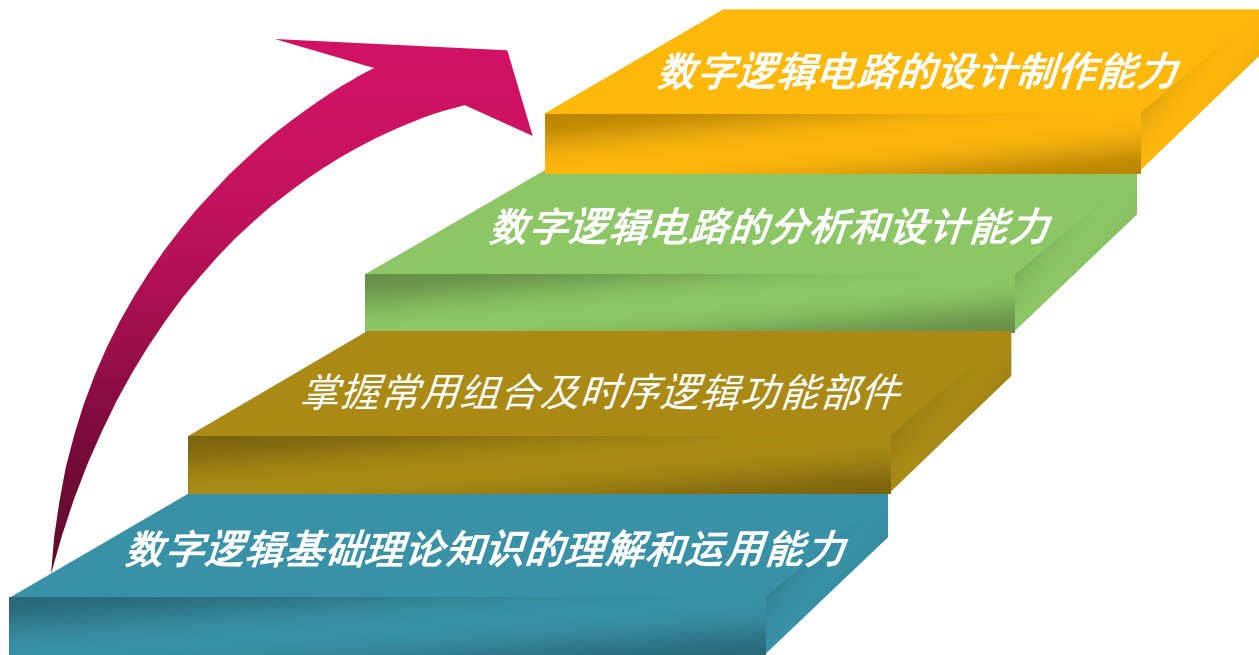 数字逻辑电路的设计制作能力
数字逻辑电路的分析和设计能力
掌握常用组合及时序逻辑功能部件
数字逻辑基础理论知识的理解和运用能力